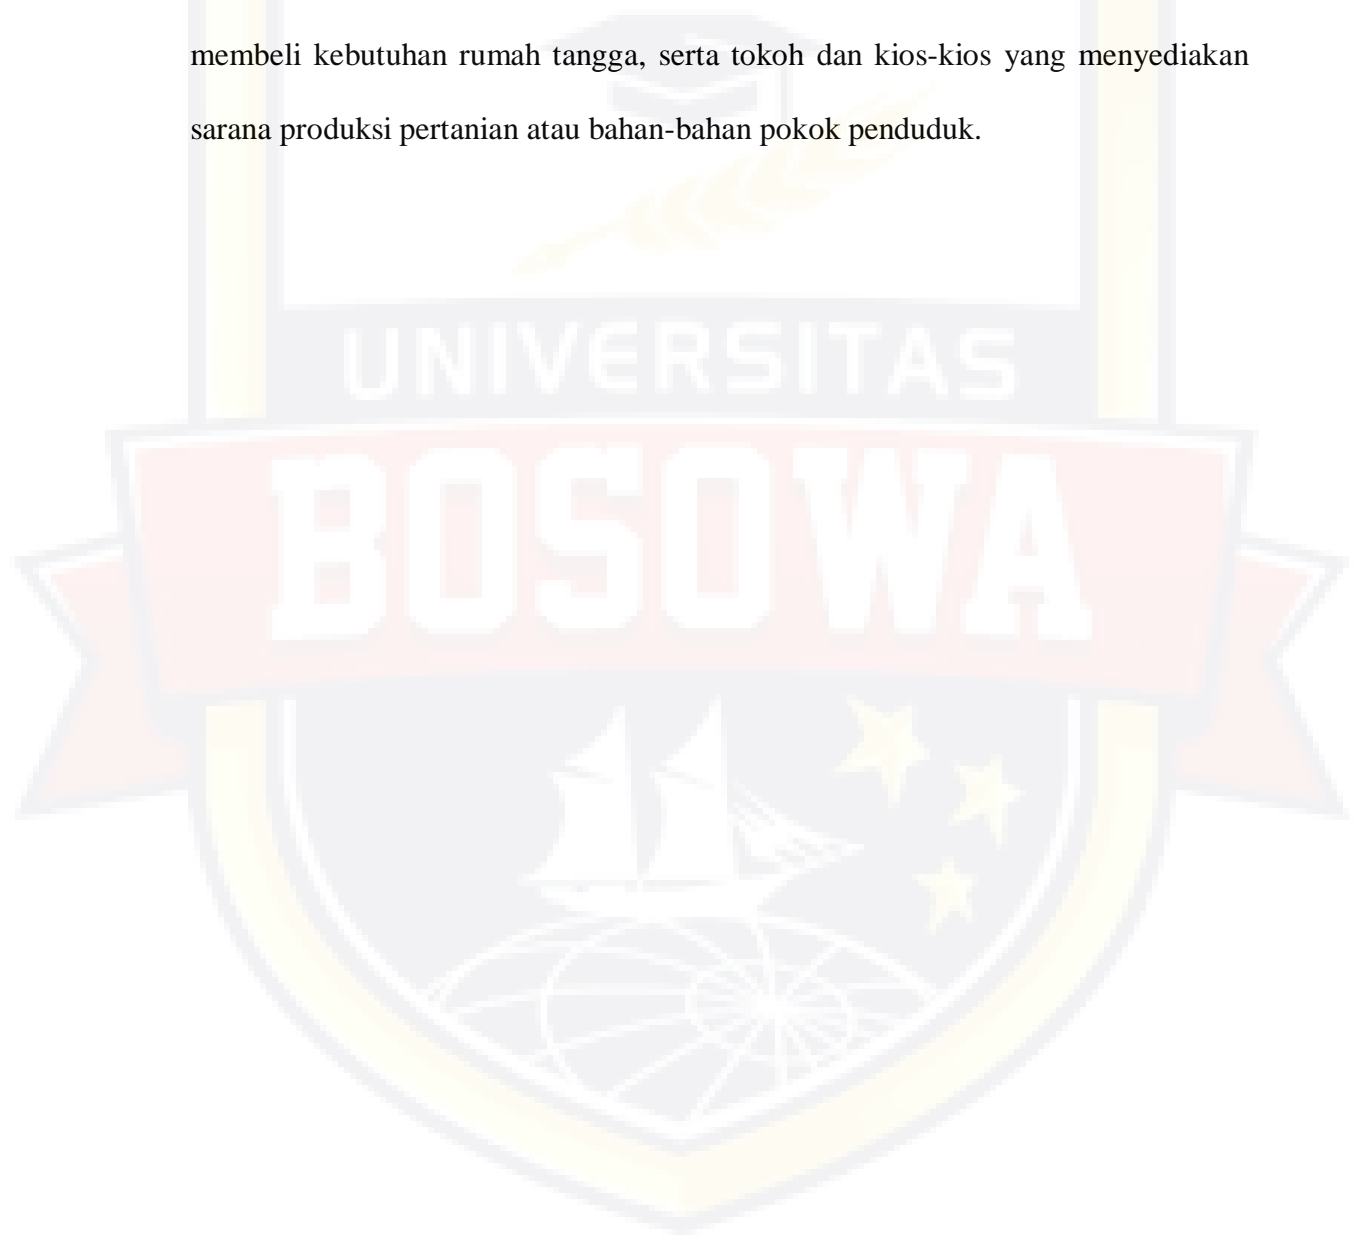 membeli kebutuhan rumah tangga, serta tokoh dan kios-kios yang menyediakan
sarana produksi pertanian atau bahan-bahan pokok penduduk.
UNIVERSITAS
BOSOWA